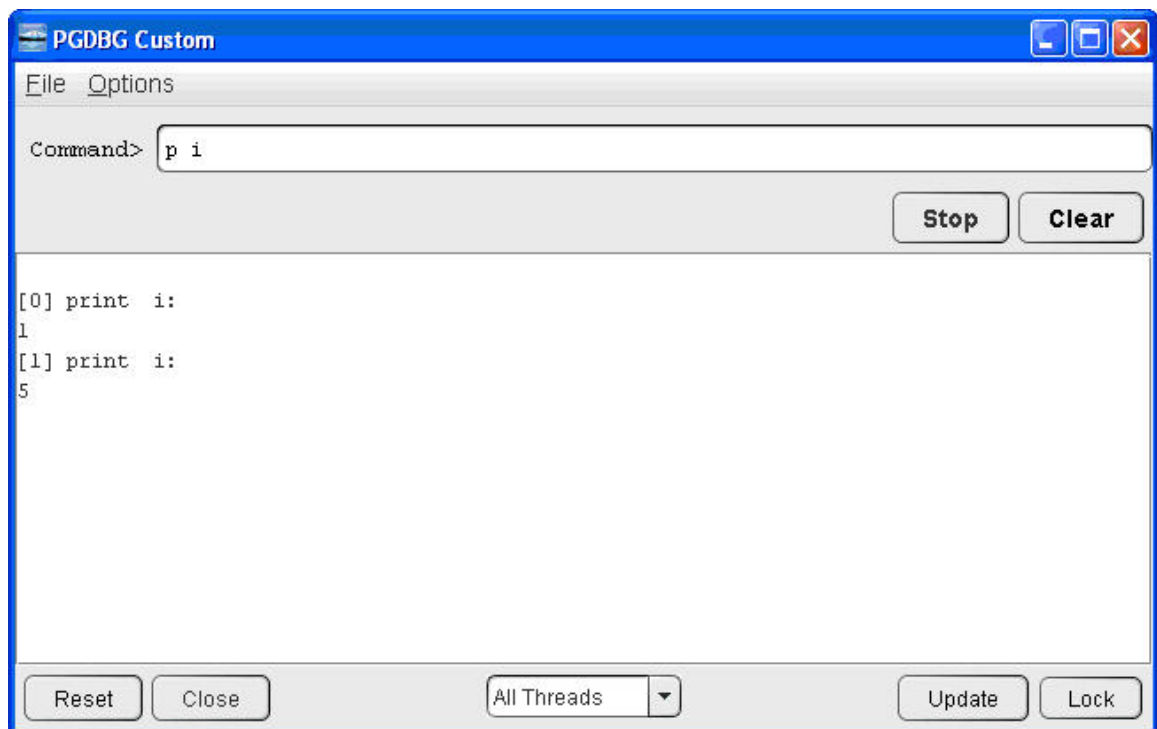 PGDBG Custom
File Options
Command> p i
Stop Clear
[0] print i:
1
[1] print i:
5
Reset Close All Threads Update Lock